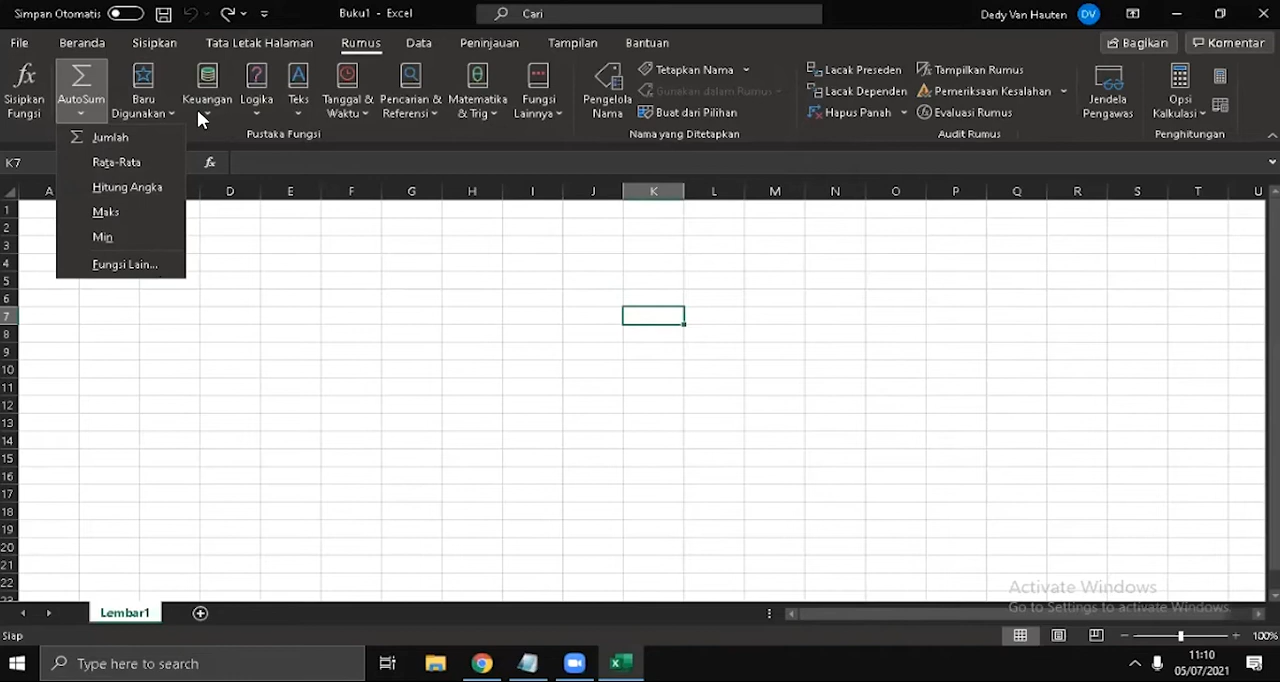 Simpan Otomatis
Buku1 - Excel
Cari
Dedy Van Hauten
DV
File
Beranda
Sisipkan
Tata Letak Halaman
Rumus
Data
Peninjauan
Tampilan
Bantuan
Bagikan
Komentar
fx
Sisipkan
Fungsi
AutoSum
Baru
Digunakan
Keuangan
Logika
Teks
Tanggal &
Waktu
Pencarian &
Referensi
Matematika
& Trig
Fungsi
Lainnya
Pustaka Fungsi
Pengelola
Nama
Tetapkan Nama
Gunakan dalam Rumus
Buat dari Pilihan
Nama yang Ditetapkan
Lacak Preseden
Lacak Dependen
Hapus Panah
Tampilkan Rumus
Pemeriksaan Kesalahan
Evaluasi Rumus
Audit Rumus
Jendela
Pengawas
Opsi
Kalkulasi
Penghitungan
Σ Jumlah
Rata-Rata
Hitung Angka
Maks
Min
Fungsi Lain...
K7
fx
A D E F G H I J K L M N O P Q R S T U
1
2
3
4
5
6
7
8
9
10
11
12
13
14
15
16
17
18
19
20
21
22
23
Activate Windows
Go to Settings to activate Windows.
Lembar1
Siap
100%
Type here to search
11:10
05/07/2021